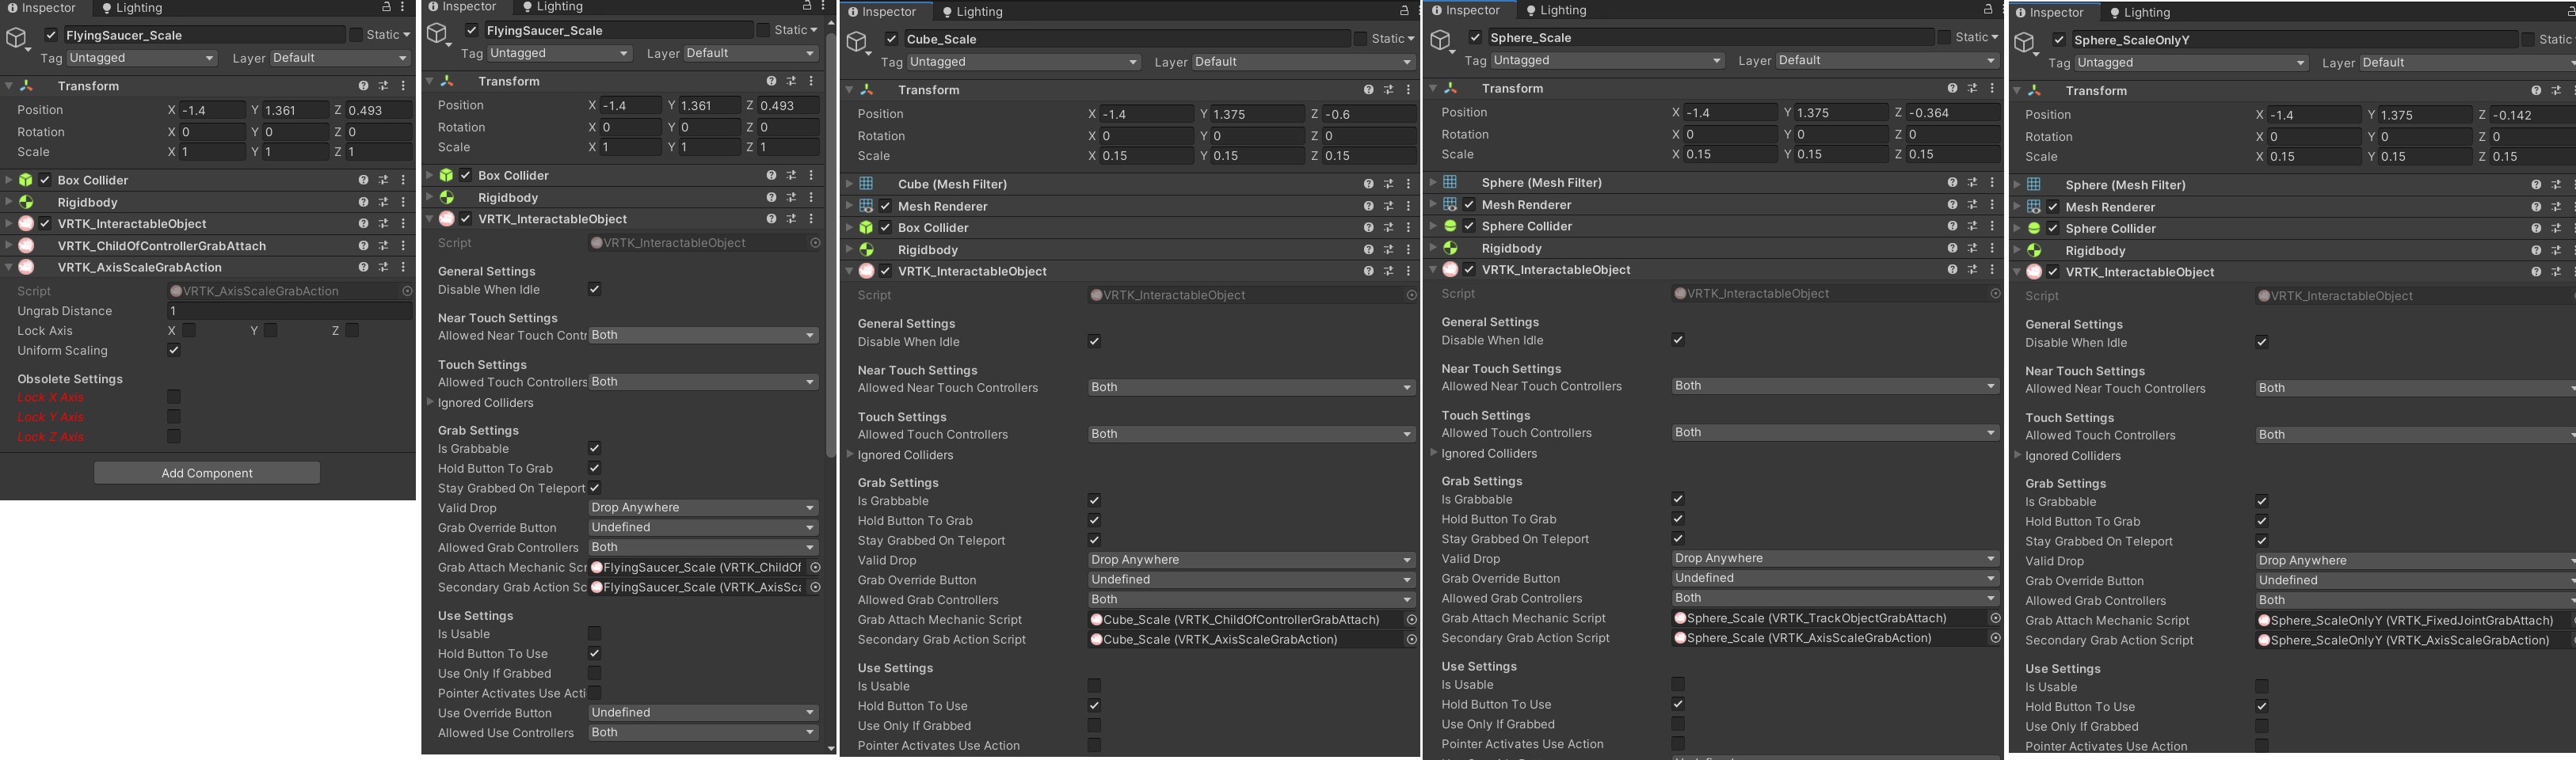 Inspector Lighting
FlyingSaucer_Scale Static
Tag Untagged Layer Default
Transform
Position X -1.4 Y 1.361 Z 0.493
Rotation X 0 Y 0 Z 0
Scale X 1 Y 1 Z 1
Box Collider
Rigidbody
VRTK_InteractableObject
VRTK_ChildOfControllerGrabAttach
VRTK_AxisScaleGrabAction
Script VRTK_AxisScaleGrabAction
Ungrab Distance 1
Lock Axis X Y Z
Uniform Scaling
Obsolete Settings
Lock X Axis
Lock Y Axis
Lock Z Axis
Add Component
Inspector Lighting
FlyingSaucer_Scale Static
Tag Untagged Layer Default
Transform
Position X -1.4 Y 1.361 Z 0.493
Rotation X 0 Y 0 Z 0
Scale X 1 Y 1 Z 1
Box Collider
Rigidbody
VRTK_InteractableObject
Script VRTK_InteractableObject
General Settings
Disable When Idle
Near Touch Settings
Allowed Near Touch Contr Both
Touch Settings
Allowed Touch Controllers Both
Ignored Colliders
Grab Settings
Is Grabbable
Hold Button To Grab
Stay Grabbed On Teleport
Valid Drop Drop Anywhere
Grab Override Button Undefined
Allowed Grab Controllers Both
Grab Attach Mechanic Scr FlyingSaucer_Scale (VRTK_ChildOf
Secondary Grab Action Sc FlyingSaucer_Scale (VRTK_AxisSca
Use Settings
Is Usable
Hold Button To Use
Use Only If Grabbed
Pointer Activates Use Acti
Use Override Button Undefined
Allowed Use Controllers Both
Inspector Lighting
Cube_Scale Static
Tag Untagged Layer Default
Transform
Position X -1.4 Y 1.375 Z -0.6
Rotation X 0 Y 0 Z 0
Scale X 0.15 Y 0.15 Z 0.15
Cube (Mesh Filter)
Mesh Renderer
Box Collider
Rigidbody
VRTK_InteractableObject
Script VRTK_InteractableObject
General Settings
Disable When Idle
Near Touch Settings
Allowed Near Touch Controllers Both
Touch Settings
Allowed Touch Controllers Both
Ignored Colliders
Grab Settings
Is Grabbable
Hold Button To Grab
Stay Grabbed On Teleport
Valid Drop Drop Anywhere
Grab Override Button Undefined
Allowed Grab Controllers Both
Grab Attach Mechanic Script Cube_Scale (VRTK_ChildOfControllerGrabAttach)
Secondary Grab Action Script Cube_Scale (VRTK_AxisScaleGrabAction)
Use Settings
Is Usable
Hold Button To Use
Use Only If Grabbed
Pointer Activates Use Action
Inspector Lighting
Sphere_Scale Static
Tag Untagged Layer Default
Transform
Position X -1.4 Y 1.375 Z -0.364
Rotation X 0 Y 0 Z 0
Scale X 0.15 Y 0.15 Z 0.15
Sphere (Mesh Filter)
Mesh Renderer
Sphere Collider
Rigidbody
VRTK_InteractableObject
Script VRTK_InteractableObject
General Settings
Disable When Idle
Near Touch Settings
Allowed Near Touch Controllers Both
Touch Settings
Allowed Touch Controllers Both
Ignored Colliders
Grab Settings
Is Grabbable
Hold Button To Grab
Stay Grabbed On Teleport
Valid Drop Drop Anywhere
Grab Override Button Undefined
Allowed Grab Controllers Both
Grab Attach Mechanic Script Sphere_Scale (VRTK_TrackObjectGrabAttach)
Secondary Grab Action Script Sphere_Scale (VRTK_AxisScaleGrabAction)
Use Settings
Is Usable
Hold Button To Use
Use Only If Grabbed
Pointer Activates Use Action
Inspector Lighting
Sphere_ScaleOnlyY Static
Tag Untagged Layer Default
Transform
Position X -1.4 Y 1.375 Z -0.142
Rotation X 0 Y 0 Z 0
Scale X 0.15 Y 0.15 Z 0.15
Sphere (Mesh Filter)
Mesh Renderer
Sphere Collider
Rigidbody
VRTK_InteractableObject
Script VRTK_InteractableObject
General Settings
Disable When Idle
Near Touch Settings
Allowed Near Touch Controllers Both
Touch Settings
Allowed Touch Controllers Both
Ignored Colliders
Grab Settings
Is Grabbable
Hold Button To Grab
Stay Grabbed On Teleport
Valid Drop Drop Anywhere
Grab Override Button Undefined
Allowed Grab Controllers Both
Grab Attach Mechanic Script Sphere_ScaleOnlyY (VRTK_FixedJointGrabAttach)
Secondary Grab Action Script Sphere_ScaleOnlyY (VRTK_AxisScaleGrabAction)
Use Settings
Is Usable
Hold Button To Use
Use Only If Grabbed
Pointer Activates Use Action